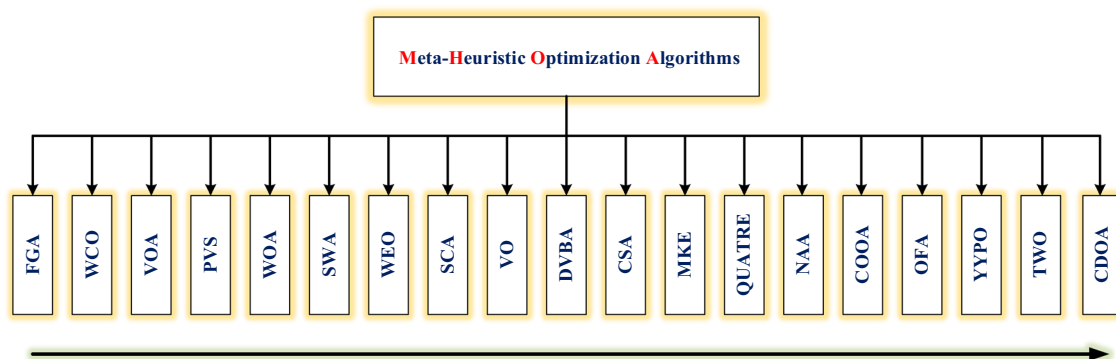 Meta-Heuristic Optimization Algorithms
FGA
WCO
VOA
PVS
WOA
SWA
WEO
SCA
VO
DVBA
CSA
MKE
QUATRE
NAA
COOA
OFA
YYPO
TWO
CDOA